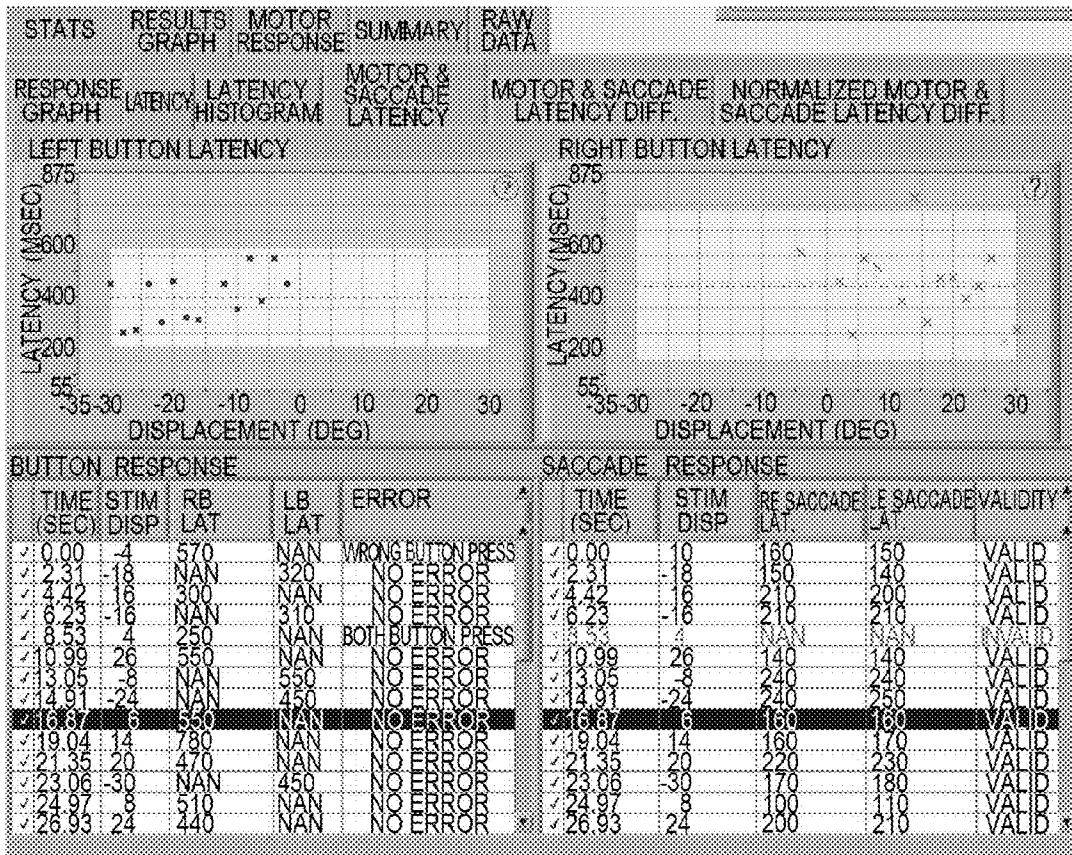 STATS RESULTS GRAPH MOTOR RESPONSE SUMMARY RAW DATA
RESPONSE GRAPH LATENCY LATENCY HISTOGRAM MOTOR & SACCADE LATENCY MOTOR & SACCADE LATENCY DIFF. NORMALIZED MOTOR & SACCADE LATENCY DIFF.
LEFT BUTTON LATENCY
875
600
400
200
55
LATENCY (MSEC)
-35 -30 -20 -10 0 10 20 30
DISPLACEMENT (DEG)
?
RIGHT BUTTON LATENCY
875
600
400
200
55
LATENCY (MSEC)
-35 -30 -20 -10 0 10 20 30
DISPLACEMENT (DEG)
?
BUTTON RESPONSE
TIME (SEC) STIM DISP RB LAT LB LAT ERROR
0.00 -4 570 NAN WRONG BUTTON PRESS
2.31 -18 NAN 320 NO ERROR
4.42 16 300 NAN NO ERROR
6.23 -16 NAN 310 NO ERROR
8.53 4 250 NAN BOTH BUTTON PRESS
10.99 26 550 NAN NO ERROR
13.05 -8 NAN 550 NO ERROR
14.91 -24 NAN 450 NO ERROR
16.87 6 550 NAN NO ERROR
19.04 14 780 NAN NO ERROR
21.35 20 470 NAN NO ERROR
23.06 -30 NAN 450 NO ERROR
24.97 8 510 NAN NO ERROR
26.93 24 440 NAN NO ERROR
SACCADE RESPONSE
TIME (SEC) STIM DISP RE SACCADE LAT. LE SACCADE LAT VALIDITY
0.00 10 160 150 VALID
2.31 -18 150 140 VALID
4.42 16 210 200 VALID
6.23 -16 210 210 VALID
8.53 4 NAN NAN INVALID
10.99 26 140 140 VALID
13.05 -8 240 240 VALID
14.91 -24 240 250 VALID
16.87 6 160 160 VALID
19.04 14 160 170 VALID
21.35 20 220 230 VALID
23.06 -30 170 180 VALID
24.97 8 100 110 VALID
26.93 24 200 210 VALID